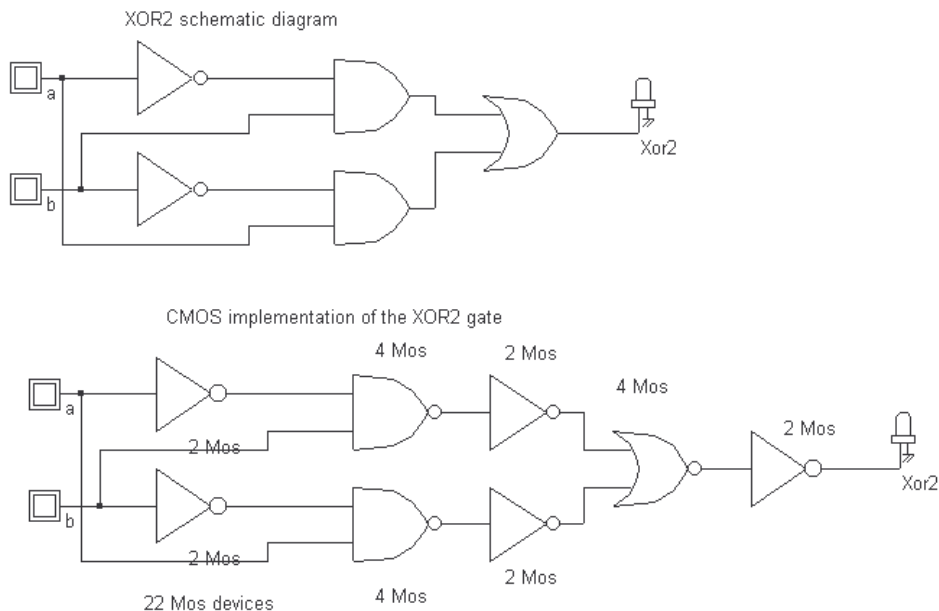 XOR2 schematic diagram
a
b
Xor2
CMOS implementation of the XOR2 gate
4 Mos
2 Mos
4 Mos
2 Mos
a
2 Mos
b
Xor2
2 Mos
2 Mos
4 Mos
22 Mos devices